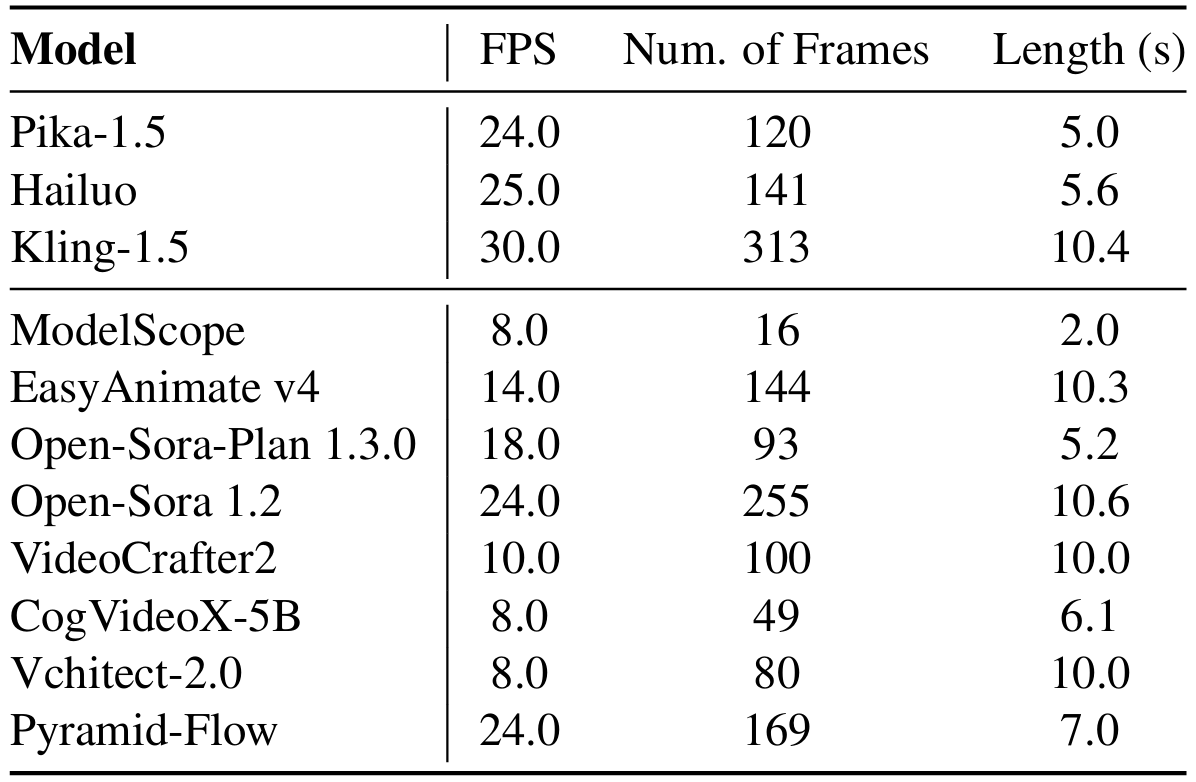 Model FPS Num. of Frames Length (s)
Pika-1.5 24.0 120 5.0
Hailuo 25.0 141 5.6
Kling-1.5 30.0 313 10.4
ModelScope 8.0 16 2.0
EasyAnimate v4 14.0 144 10.3
Open-Sora-Plan 1.3.0 18.0 93 5.2
Open-Sora 1.2 24.0 255 10.6
VideoCrafter2 10.0 100 10.0
CogVideoX-5B 8.0 49 6.1
Vchitect-2.0 8.0 80 10.0
Pyramid-Flow 24.0 169 7.0